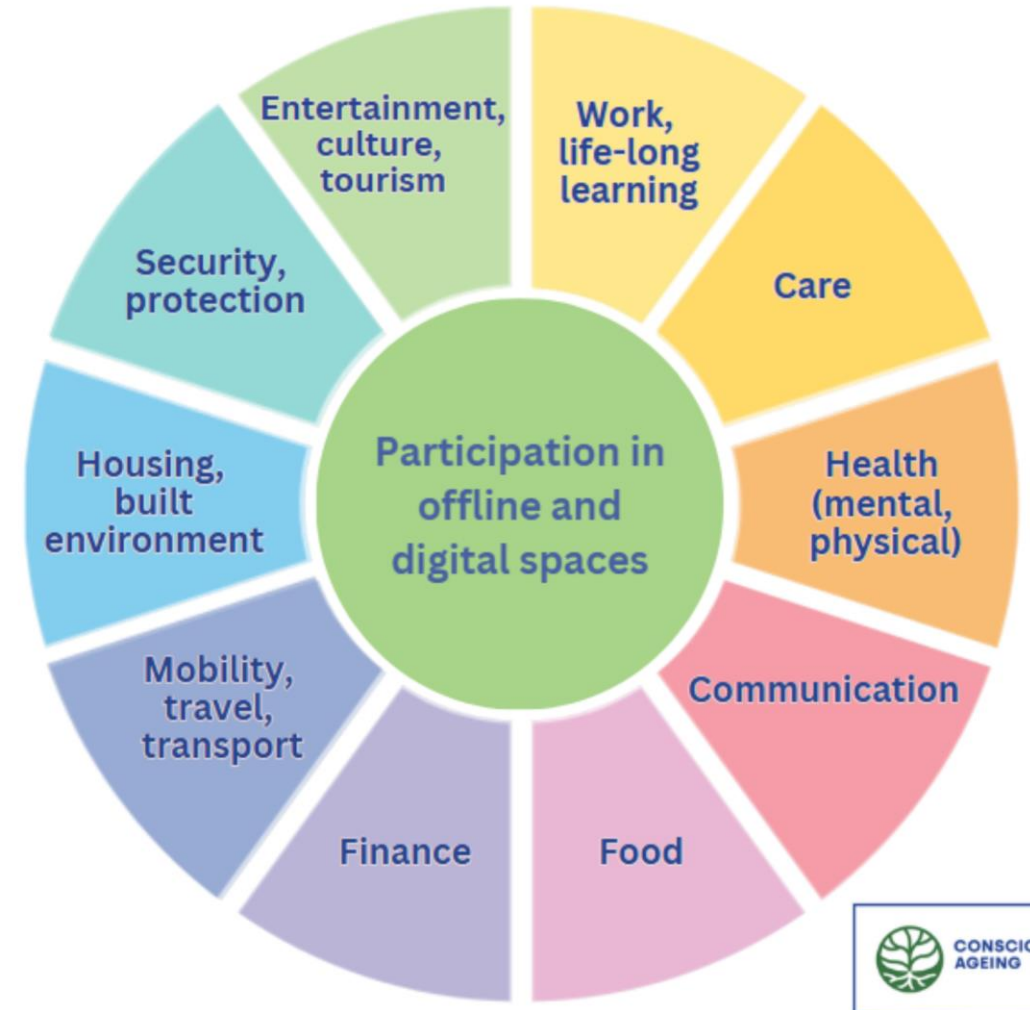 Entertainment,
culture,
tourism
Work,
life-long
learning
Care
Health
(mental,
physical)
Communication
Food
Finance
Mobility,
travel,
transport
Housing,
built
environment
Security,
protection
Participation in
offline and
digital spaces
AGEING